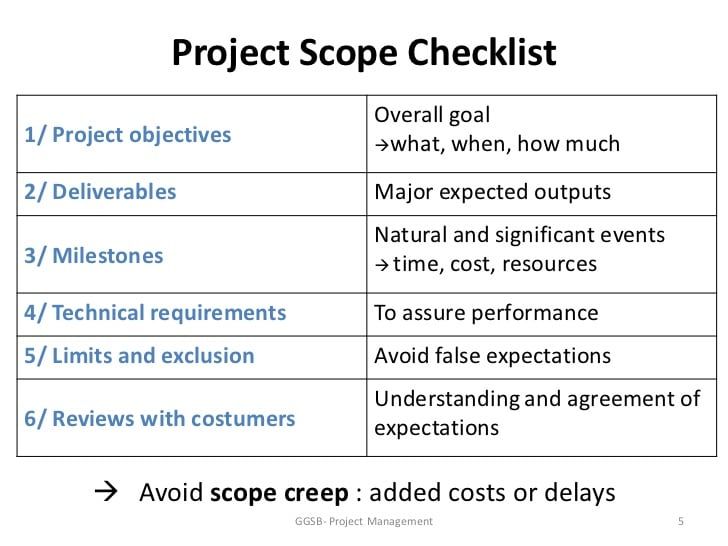 Project Scope Checklist
1/ Project objectives
Overall goal
→what, when, how much
2/ Deliverables
Major expected outputs
3/ Milestones
Natural and significant events
→ time, cost, resources
4/ Technical requirements
To assure performance
5/ Limits and exclusion
Avoid false expectations
6/ Reviews with costumers
Understanding and agreement of
expectations
→ Avoid scope creep : added costs or delays
GGSB- Project Management
5